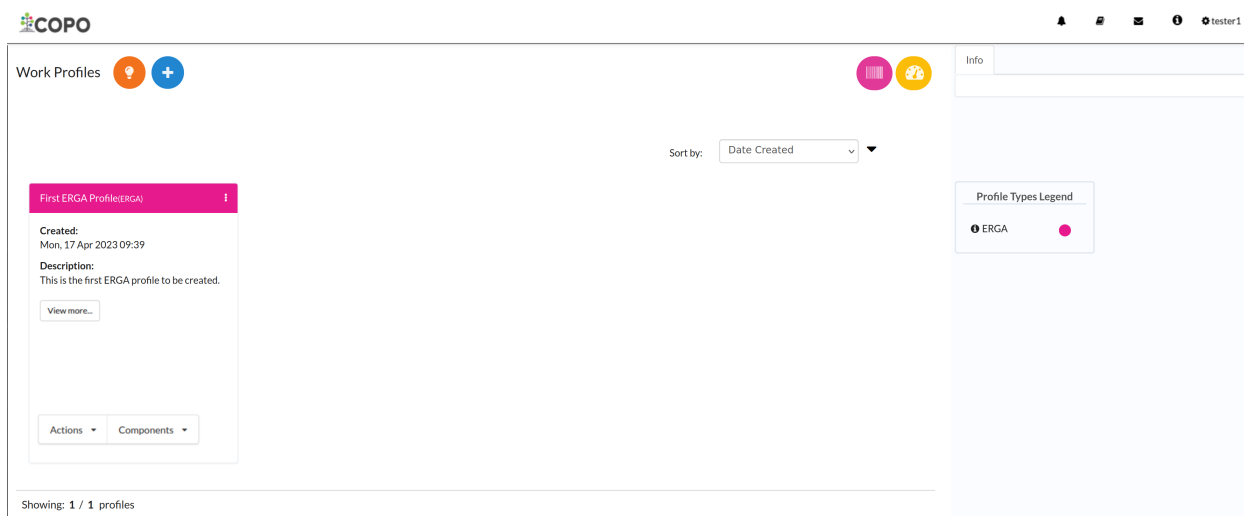 COPO
tester1
Work Profiles
Info
Sort by: Date Created
First ERGA Profile(ERGA)
Created:
Mon, 17 Apr 2023 09:39
Description:
This is the first ERGA profile to be created.
View more...
Actions Components
Profile Types Legend
ERGA
Showing: 1 / 1 profiles